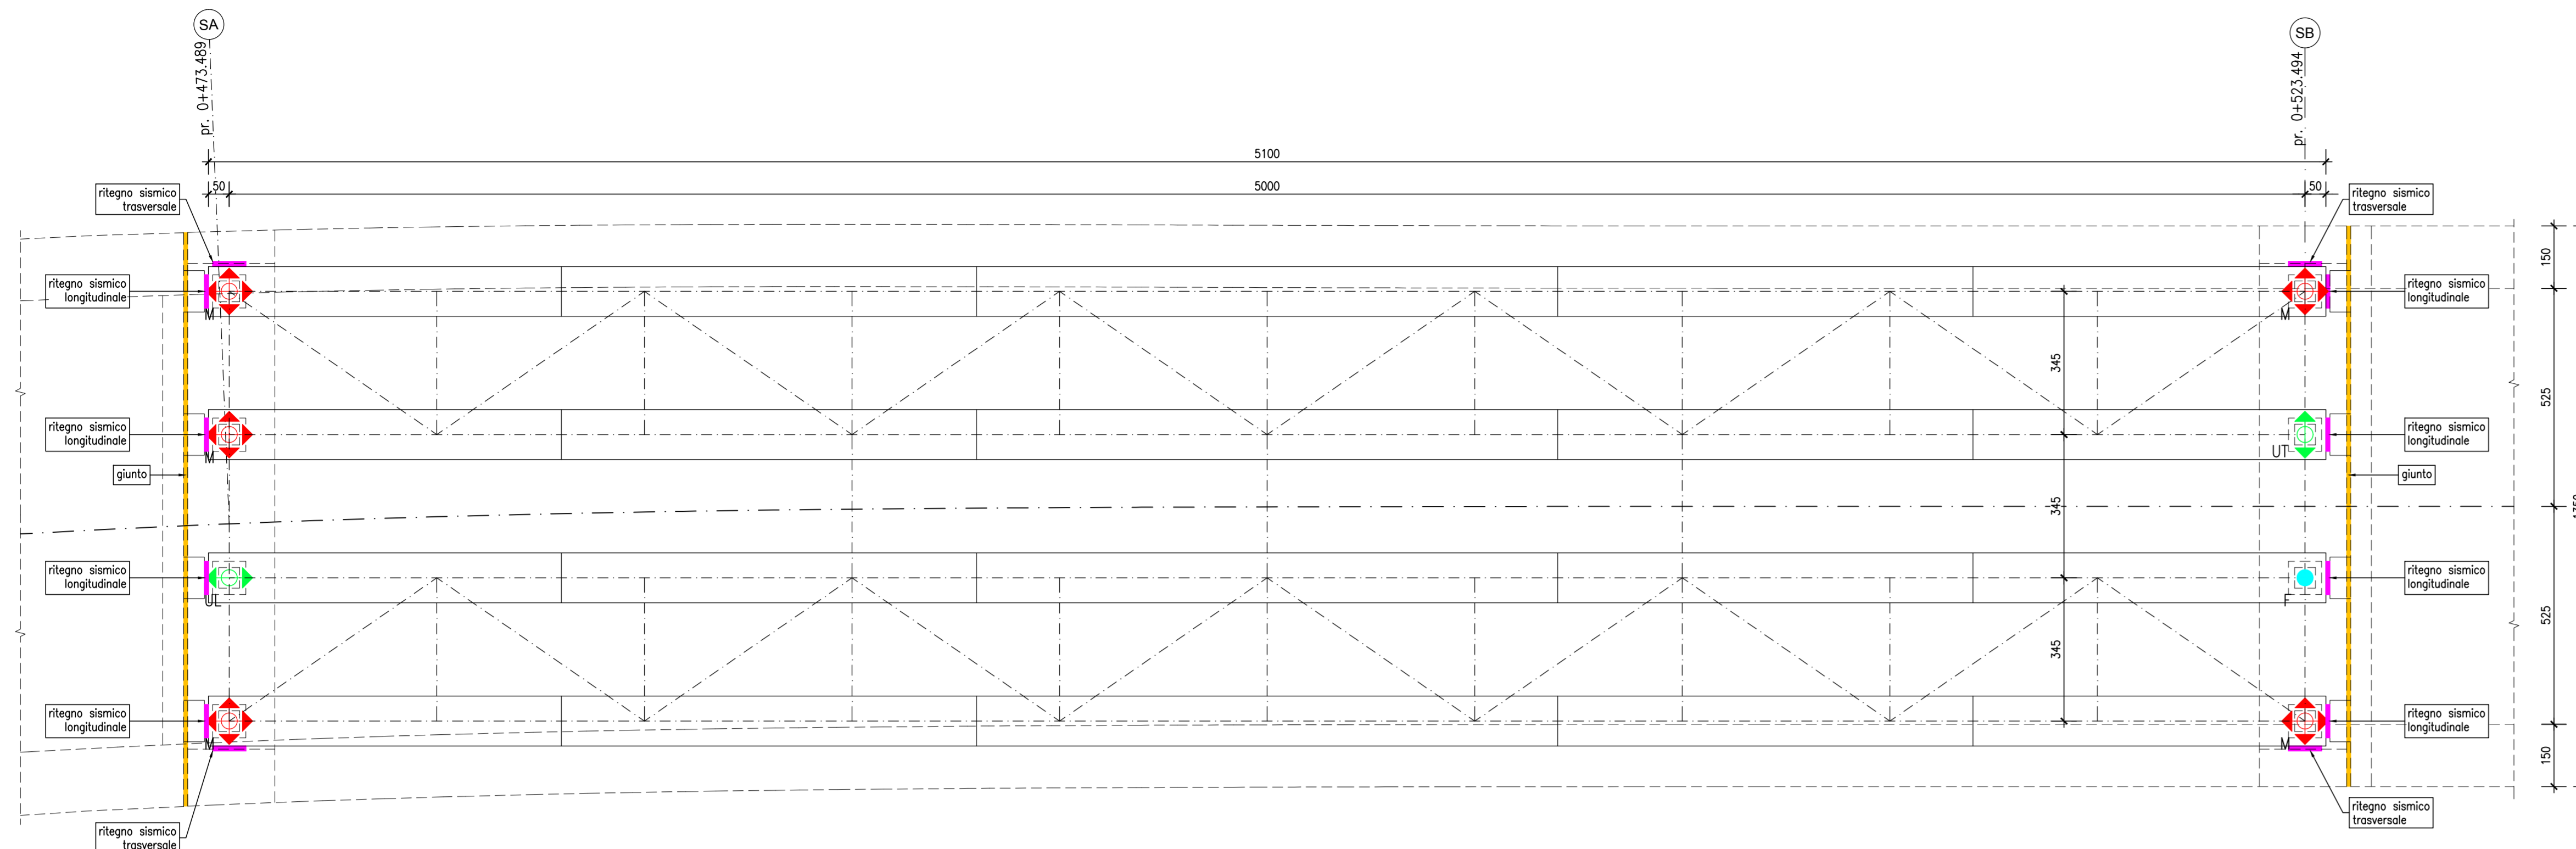 SA
SB
pr. 0+473.489
pr. 0+523.494
5100
50
5000
50
ritegno sismico
trasversale
ritegno sismico
trasversale
ritegno sismico
longitudinale
M
M
ritegno sismico
longitudinale
150
345
525
ritegno sismico
longitudinale
M
UT
ritegno sismico
longitudinale
giunto
giunto
345
ritegno sismico
longitudinale
UL
F
ritegno sismico
longitudinale
525
345
ritegno sismico
longitudinale
M
M
ritegno sismico
longitudinale
150
ritegno sismico
trasversale
ritegno sismico
trasversale